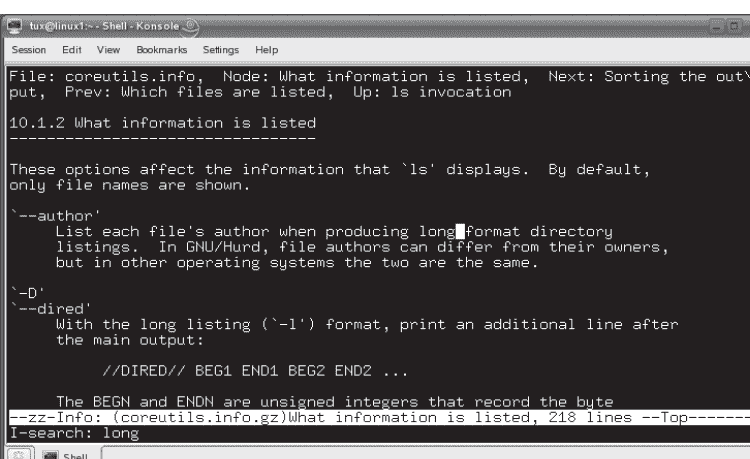 tux@linux1:~ - Shell - Konsole
Session Edit View Bookmarks Settings Help
File: coreutils.info,  Node: What information is listed,  Next: Sorting the out\
put,  Prev: Which files are listed,  Up: ls invocation
10.1.2 What information is listed
---------------------------------
These options affect the information that `ls' displays.  By default,
only file names are shown.
`--author'
List each file's author when producing long format directory
listings.  In GNU/Hurd, file authors can differ from their owners,
but in other operating systems the two are the same.
`-D'
`--dired'
With the long listing (`-l') format, print an additional line after
the main output:
//DIRED// BEG1 END1 BEG2 END2 ...
The BEGN and ENDN are unsigned integers that record the byte
--zz-Info: (coreutils.info.gz)What information is listed, 218 lines --Top-------
I-search: long
Shell